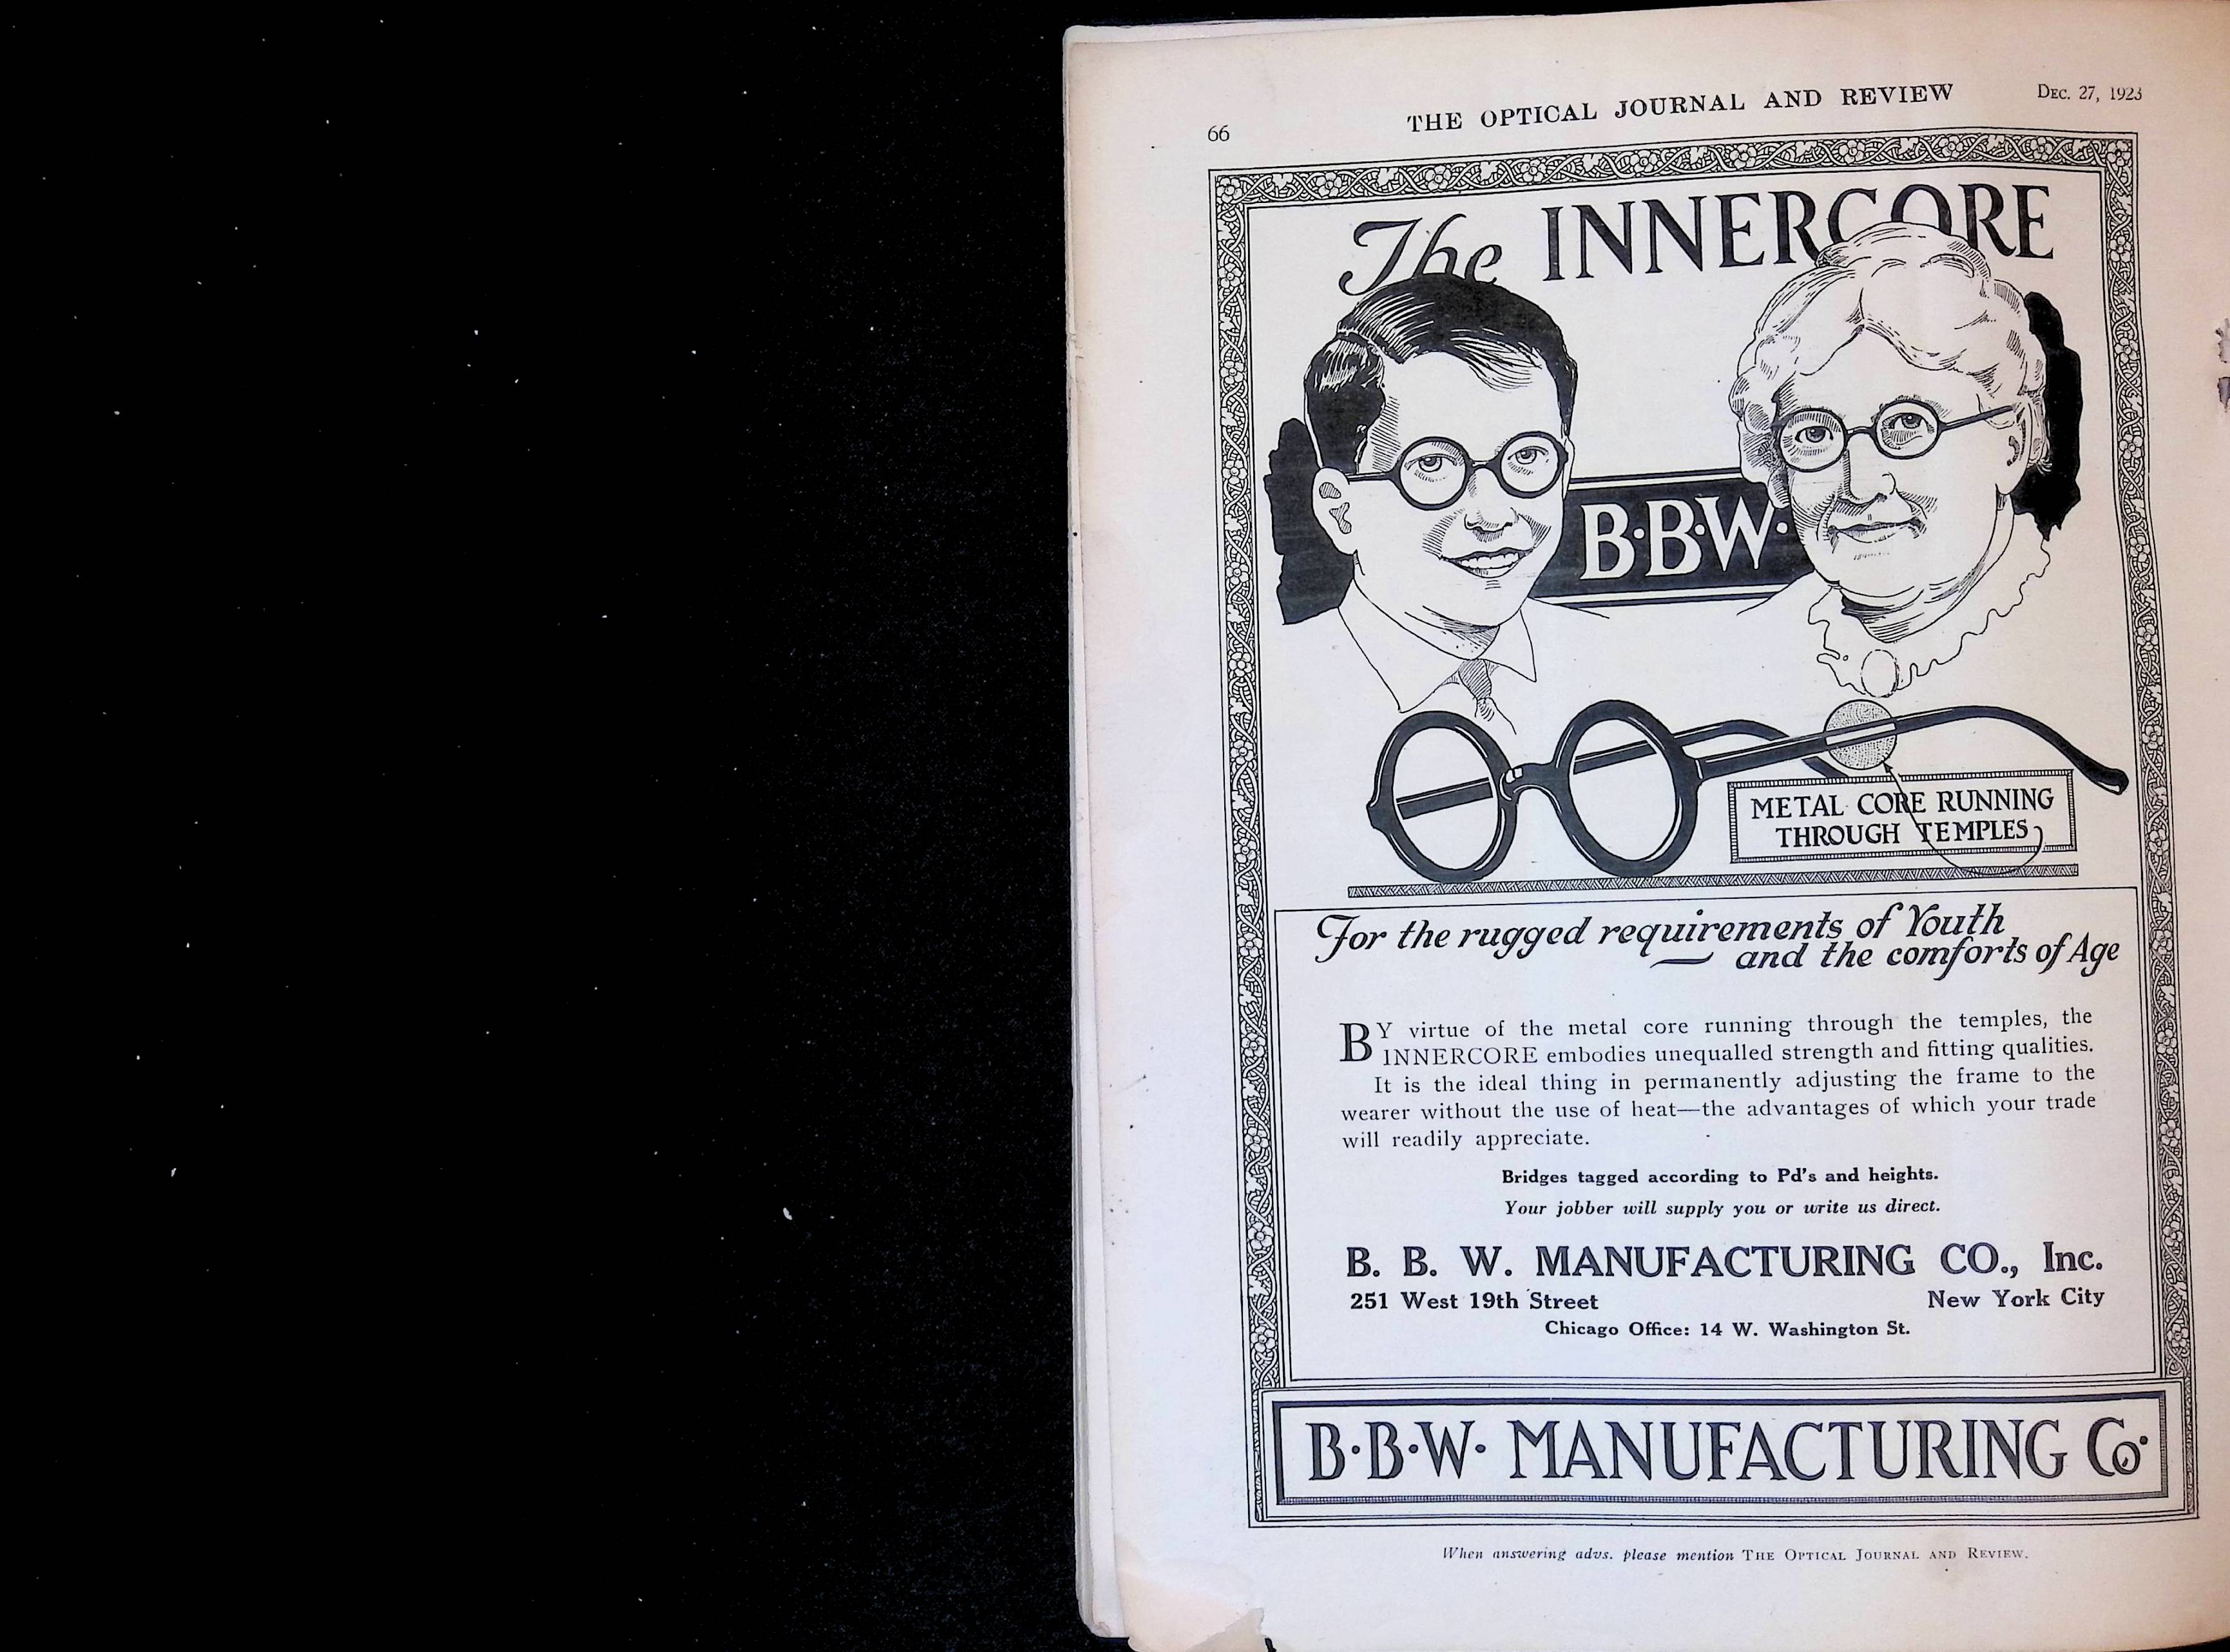 66
THE OPTICAL JOURNAL AND REVIEW
DEC. 27, 1923
The INNERCORE
B·B·W·
METAL CORE RUNNING
THROUGH TEMPLES
For the rugged requirements of Youth
— and the comforts of Age
BY virtue of the metal core running through the temples, the
INNERCORE embodies unequalled strength and fitting qualities.
It is the ideal thing in permanently adjusting the frame to the
wearer without the use of heat—the advantages of which your trade
will readily appreciate.
Bridges tagged according to Pd's and heights.
Your jobber will supply you or write us direct.
B. B. W. MANUFACTURING CO., Inc.
251 West 19th Street New York City
Chicago Office: 14 W. Washington St.
B·B·W· MANUFACTURING Co·
When answering advs. please mention THE OPTICAL JOURNAL AND REVIEW.